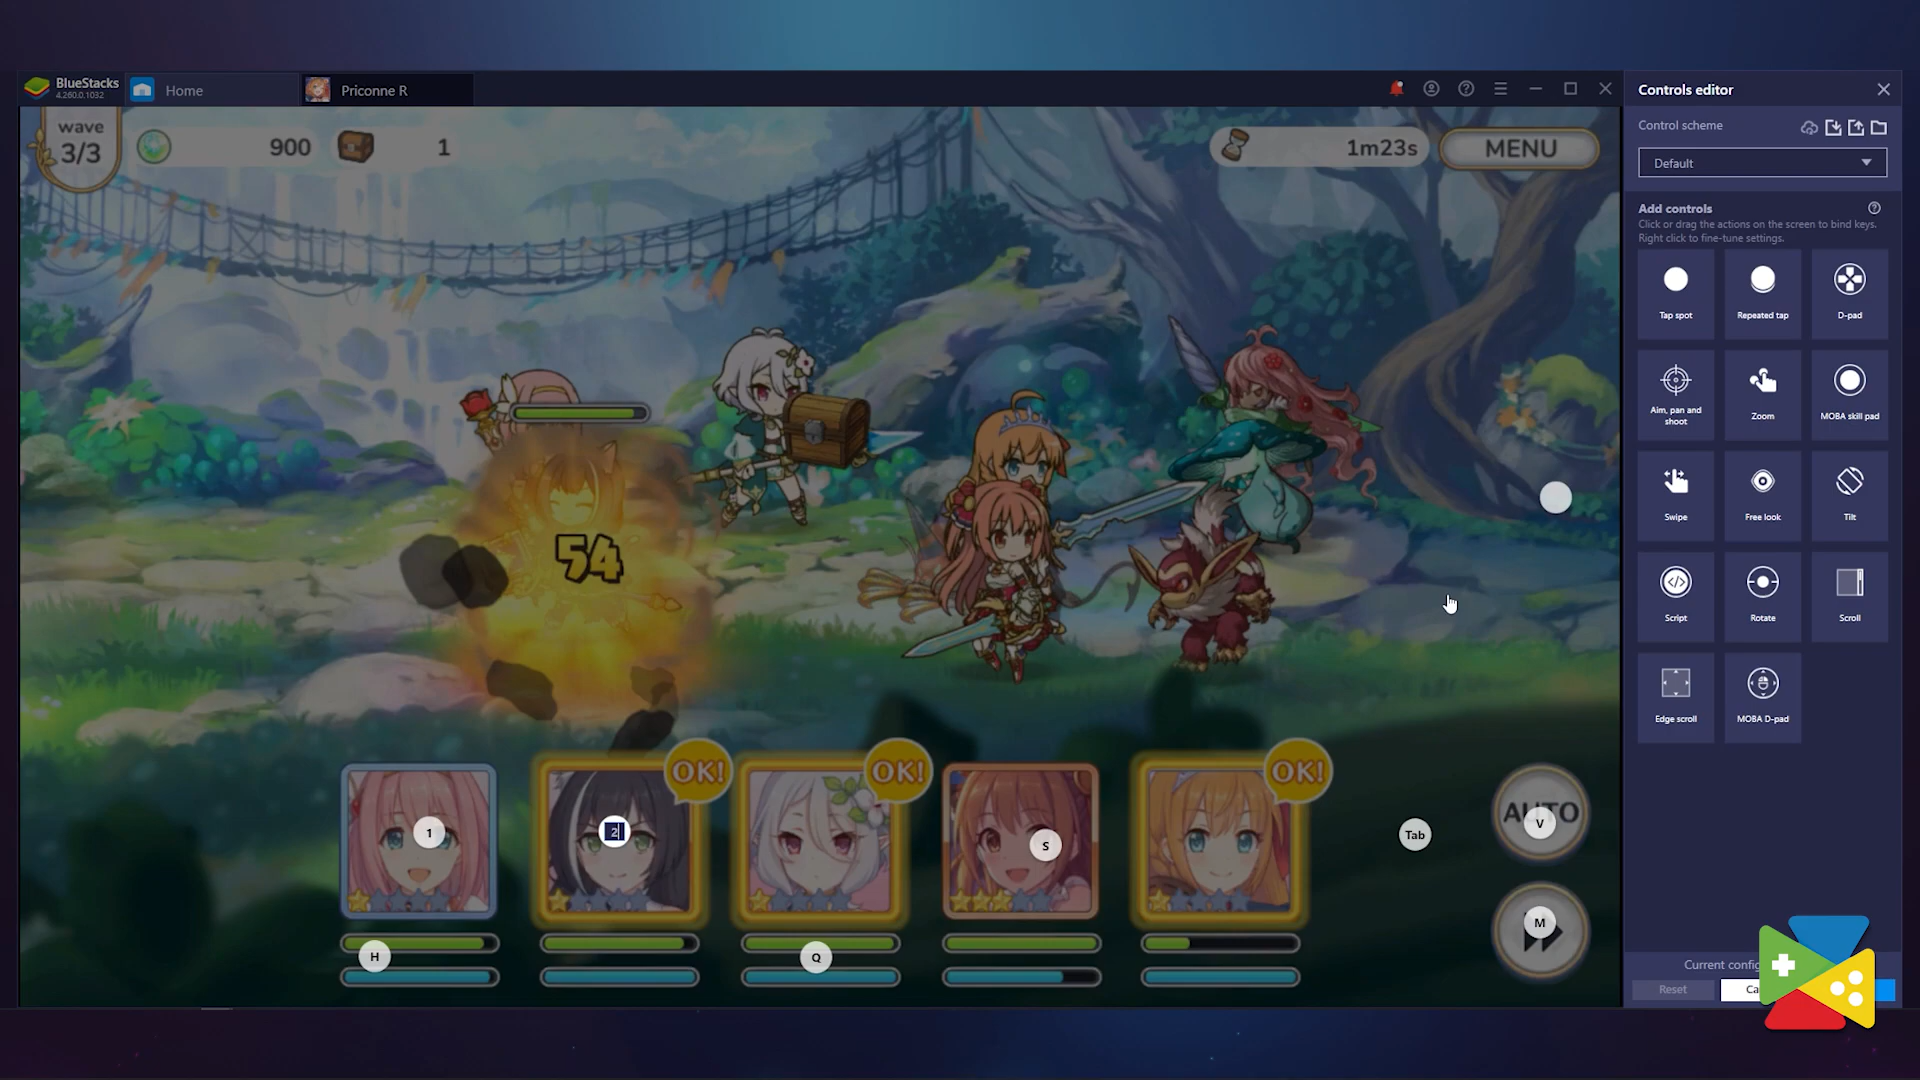 BlueStacks
4.260.0.1032
Home
Priconne R
Controls editor
wave
3/3
900
1
1m23s
MENU
Control scheme
Default
Add controls
Click or drag the actions on the screen to bind keys.
Right click to fine-tune settings.
Tap spot
Repeated tap
D-pad
Aim, pan and
shoot
Zoom
MOBA skill pad
Swipe
Free look
Tilt
Script
Rotate
Scroll
Edge scroll
MOBA D-pad
54
OK!
OK!
OK!
1
2
S
Tab
AUTO
V
H
Q
M
Current config
Reset
Ca